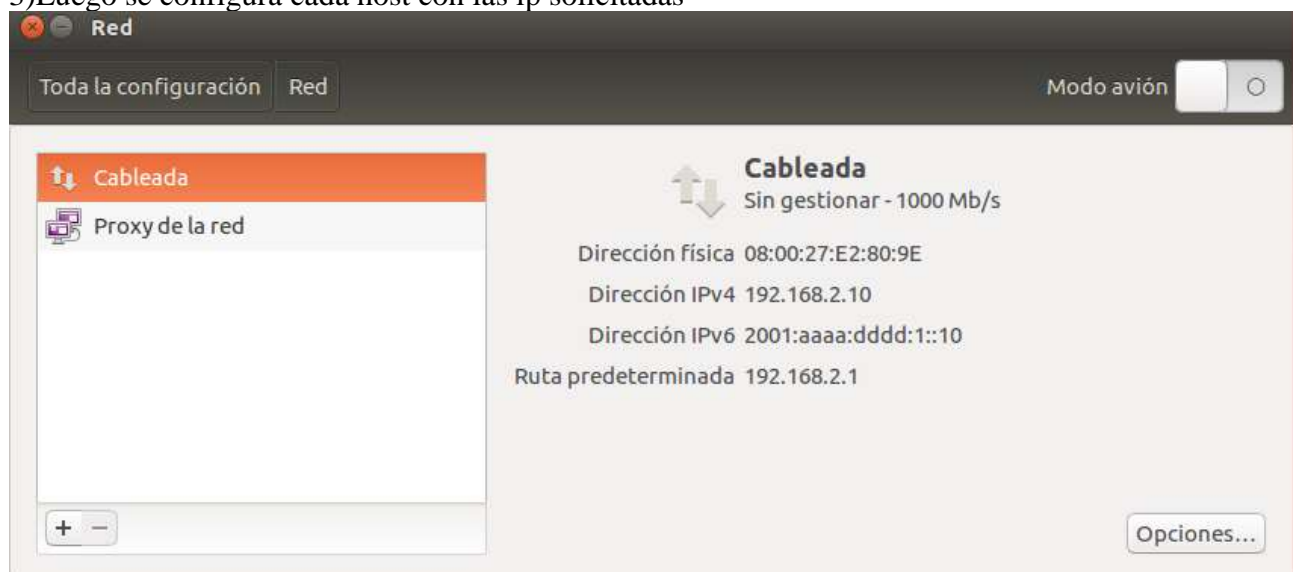 3)Luego se configura cada host con las ip solicitadas
Red
Toda la configuración Red Modo avión
Cableada
Proxy de la red
Cableada
Sin gestionar - 1000 Mb/s
Dirección física 08:00:27:E2:80:9E
Dirección IPv4 192.168.2.10
Dirección IPv6 2001:aaaa:dddd:1::10
Ruta predeterminada 192.168.2.1
+ -
Opciones...